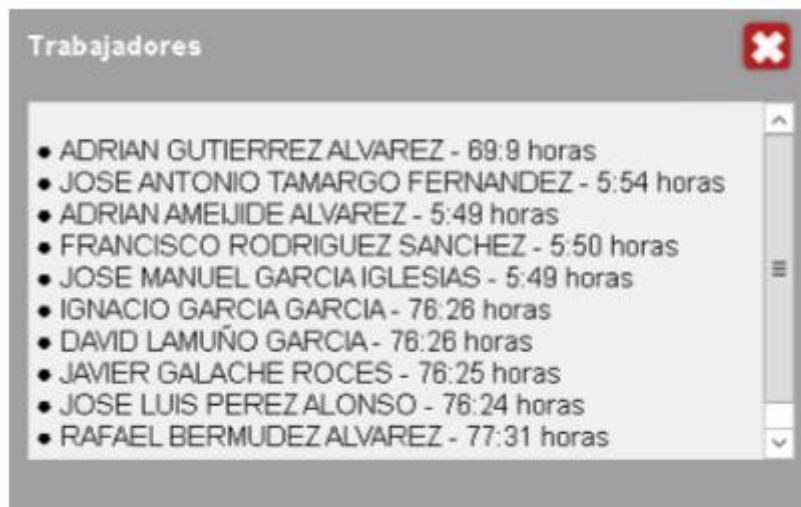 Trabajadores
• ADRIAN GUTIERREZ ALVAREZ - 69:9 horas
• JOSE ANTONIO TAMARGO FERNANDEZ - 5:54 horas
• ADRIAN AMEIJIDE ALVAREZ - 5:49 horas
• FRANCISCO RODRIGUEZ SANCHEZ - 5:50 horas
• JOSE MANUEL GARCIA IGLESIAS - 5:49 horas
• IGNACIO GARCIA GARCIA - 76:26 horas
• DAVID LAMUÑO GARCIA - 76:26 horas
• JAVIER GALACHE ROCES - 76:25 horas
• JOSE LUIS PEREZ ALONSO - 76:24 horas
• RAFAEL BERMUDEZ ALVAREZ - 77:31 horas